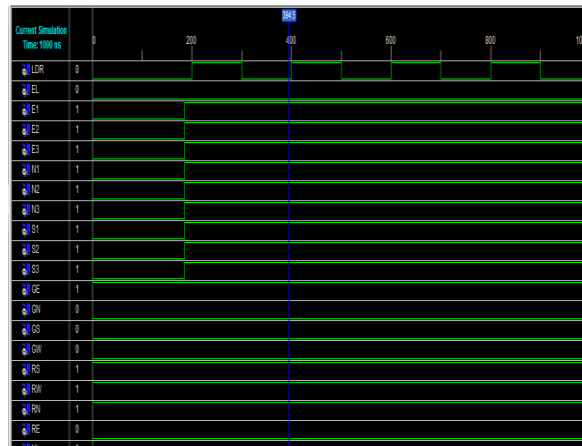 394.5
Current Simulation
Time: 1000 ns
0 200 400 600 800
LDR 0
EL 0
E1 1
E2 1
E3 1
N1 1
N2 1
N3 1
S1 1
S2 1
S3 1
GE 1
GN 0
GS 0
GW 0
RS 1
RW 1
RN 1
RE 0